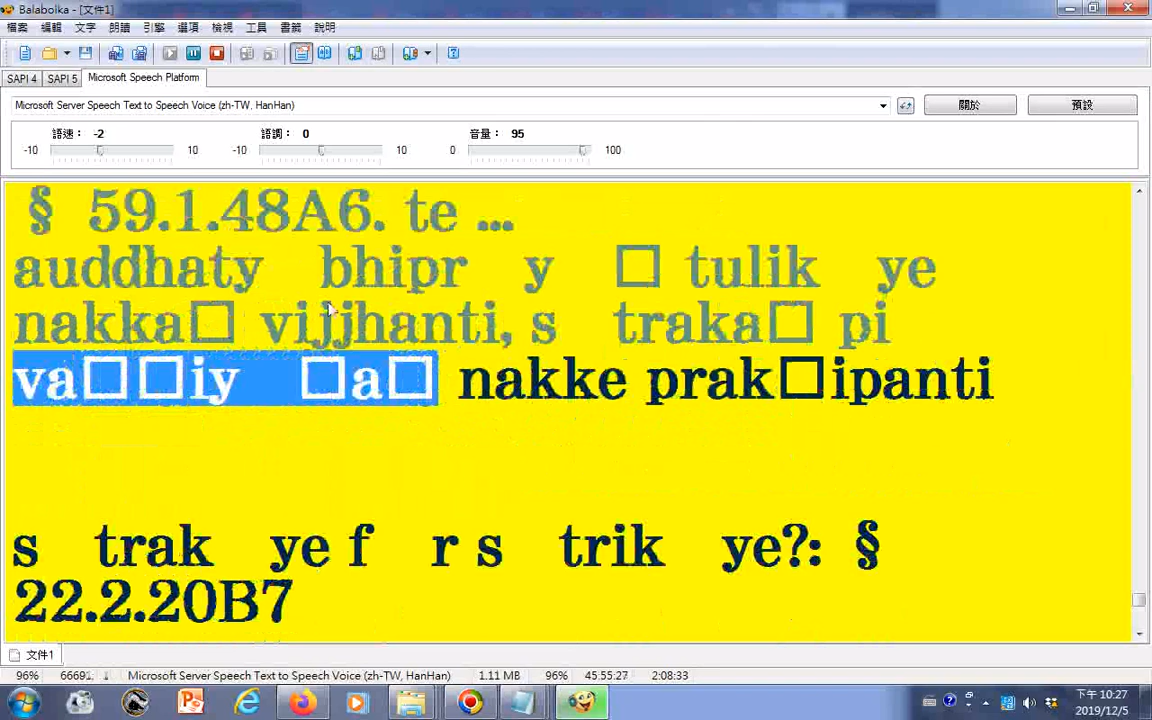 Balabolka - [文件1]
檔案 編輯 文字 朗讀 引擎 選項 檢視 工具 書籤 說明
SAPI 4 SAPI 5 Microsoft Speech Platform
Microsoft Server Speech Text to Speech Voice (zh-TW, HanHan) 關於 預設
語速： -2 語調： 0 音量： 95
-10 10 -10 10 0 100
§ 59.1.48A6. te ...
auddhaty bhipr y □ tulik ye
nakka□ vijjhanti, s traka□ pi
va□□iy □a□ nakke prak□ipanti
s trak ye f r s trik ye?: §
22.2.20B7
文件1
96% 66691, 1 Microsoft Server Speech Text to Speech Voice (zh-TW, HanHan) 1.11 MB 96% 45:55:27 2:08:33
下午 10:27
2019/12/5